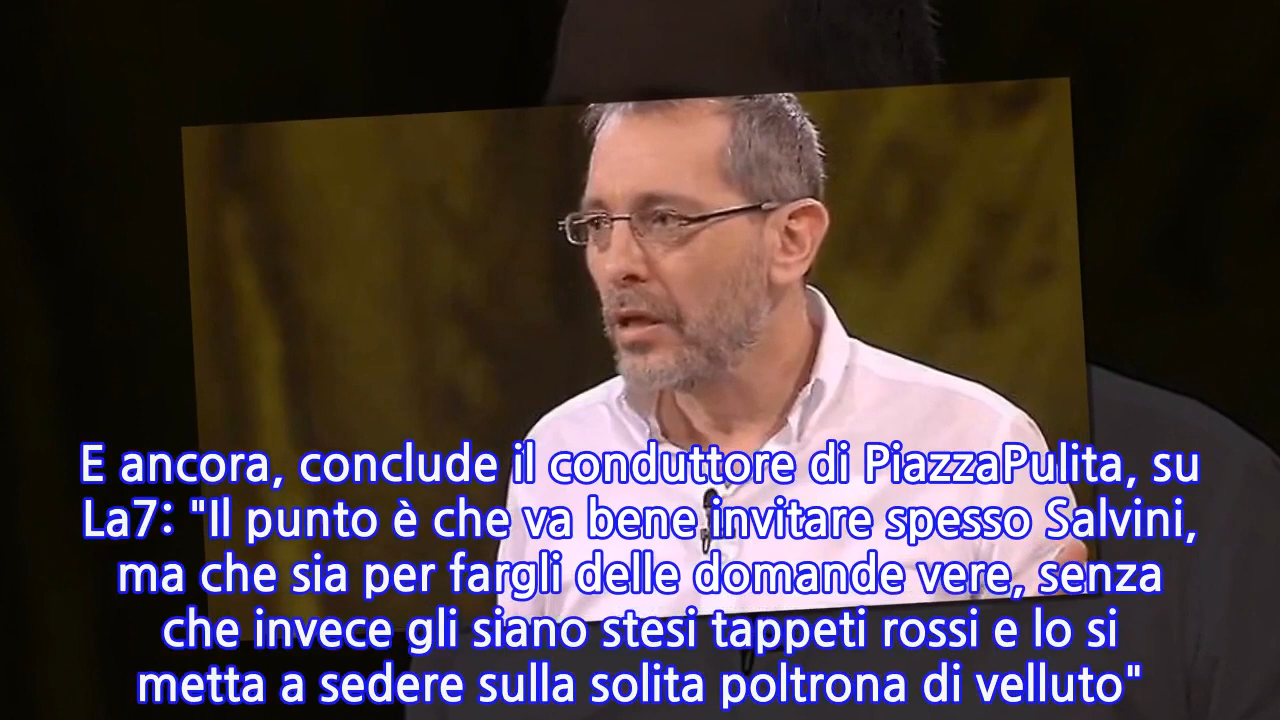 E ancora, conclude il conduttore di PiazzaPulita, su
La7: "Il punto è che va bene invitare spesso Salvini,
ma che sia per fargli delle domande vere, senza
che invece gli siano stesi tappeti rossi e lo si
metta a sedere sulla solita poltrona di velluto"